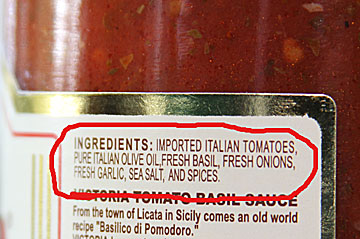 INGREDIENTS: IMPORTED ITALIAN TOMATOES,
PURE ITALIAN OLIVE OIL,FRESH BASIL, FRESH ONIONS,
FRESH GARLIC, SEA SALT, AND SPICES.
VICTORIA TOMATO BASIL SAUCE
From the town of Licata in Sicily comes an old world
recipe "Basilico di Pomodoro."